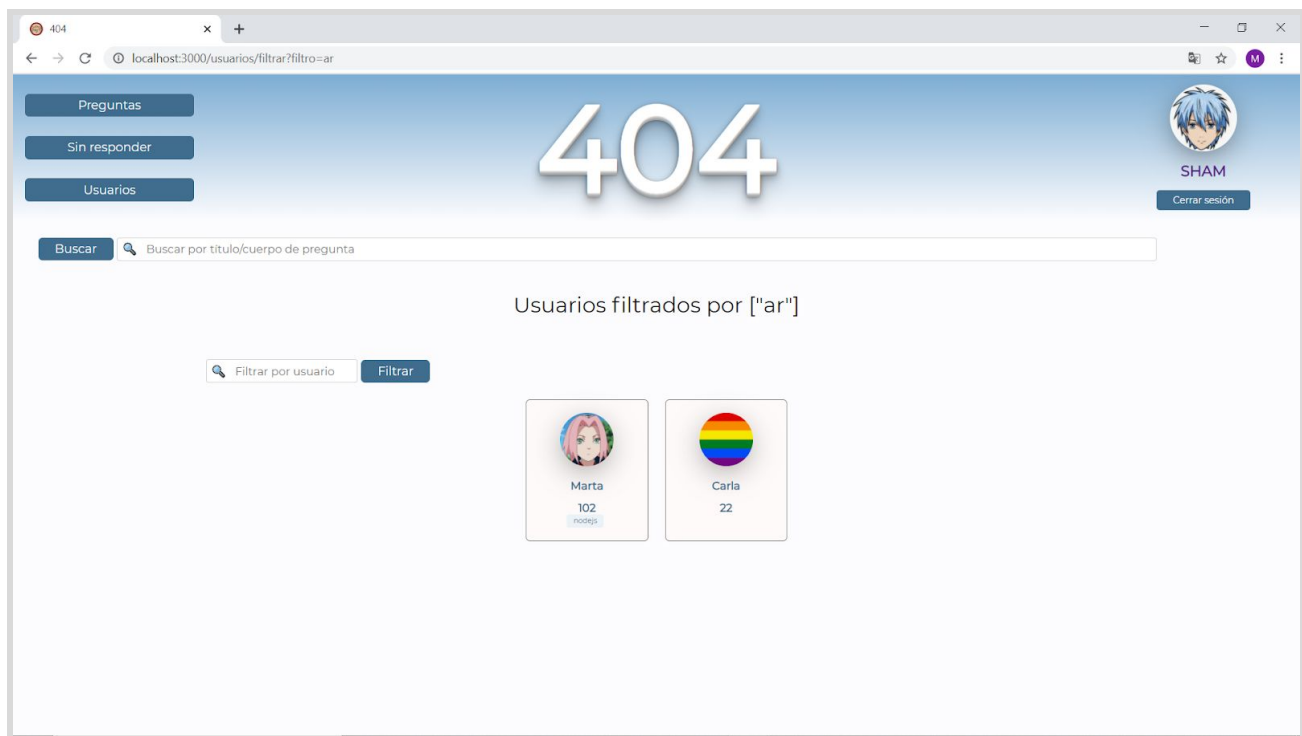 404
localhost:3000/usuarios/filtrar?filtro=ar
M
Preguntas
Sin responder
Usuarios
404
SHAM
Cerrar sesión
Buscar
Buscar por título/cuerpo de pregunta
Usuarios filtrados por ["ar"]
Filtrar por usuario
Filtrar
Marta
102
nodejs
Carla
22